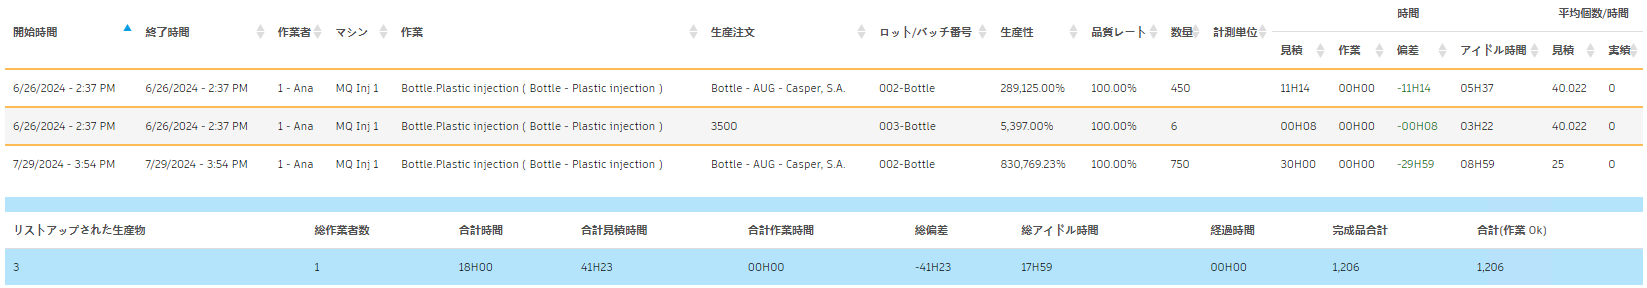 時間 平均個数/時間
開始時間 終了時間 作業者 マシン 作業 生産注文 ロット/バッチ番号 生産性 品質レート 数量 計測単位
見積 作業 偏差 アイドル時間 見積 実績
6/26/2024 - 2:37 PM 6/26/2024 - 2:37 PM 1 - Ana MQ Inj 1 Bottle.Plastic injection ( Bottle - Plastic injection ) Bottle - AUG - Casper, S.A. 002-Bottle 289,125.00% 100.00% 450 11H14 00H00 -11H14 05H37 40.022 0
6/26/2024 - 2:37 PM 6/26/2024 - 2:37 PM 1 - Ana MQ Inj 1 Bottle.Plastic injection ( Bottle - Plastic injection ) 3500 003-Bottle 5,397.00% 100.00% 6 00H08 00H00 -00H08 03H22 40.022 0
7/29/2024 - 3:54 PM 7/29/2024 - 3:54 PM 1 - Ana MQ Inj 1 Bottle.Plastic injection ( Bottle - Plastic injection ) Bottle - AUG - Casper, S.A. 002-Bottle 830,769.23% 100.00% 750 30H00 00H00 -29H59 08H59 25 0
リストアップされた生産物 総作業者数 合計時間 合計見積時間 合計作業時間 総偏差 総アイドル時間 経過時間 完成品合計 合計(作業 Ok)
3 1 18H00 41H23 00H00 -41H23 17H59 00H00 1,206 1,206